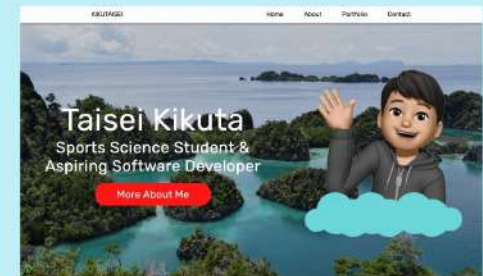 KIKUTAISEI
Home About Portfolio Contact
Taisei Kikuta
Sports Science Student &
Aspiring Software Developer
More About Me